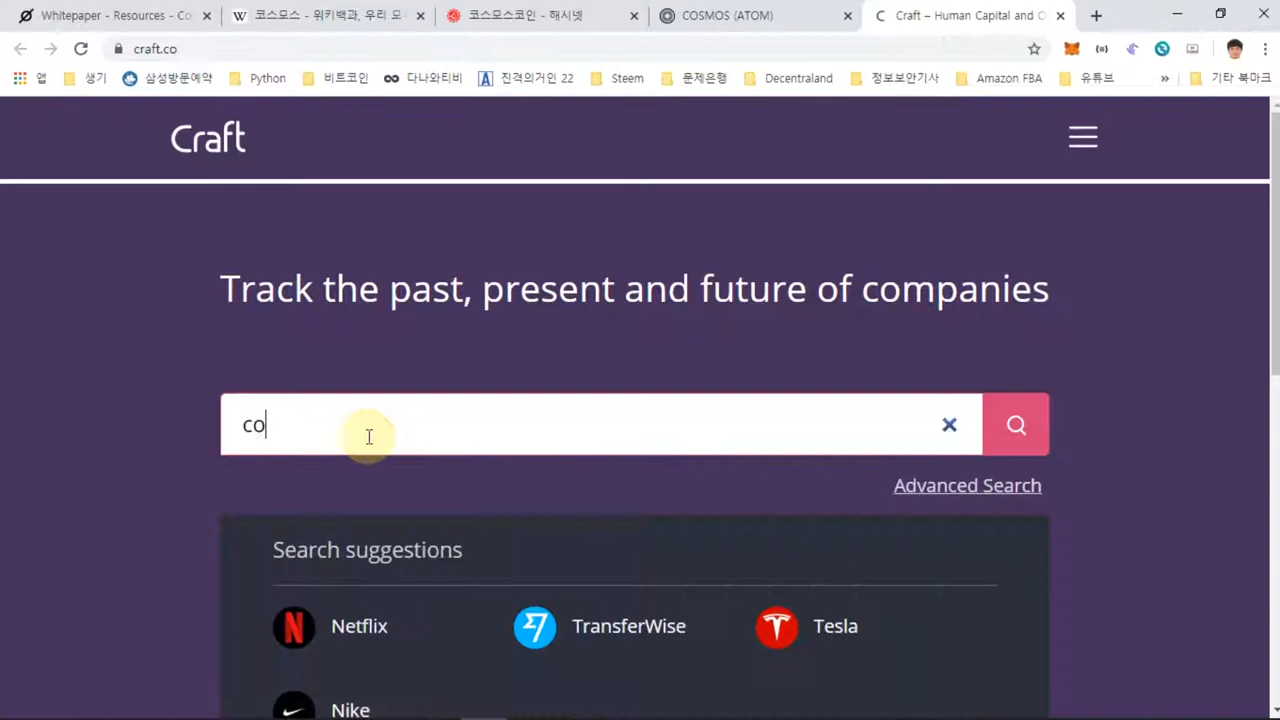 Whitepaper - Resources - Co
코스모스 - 위키백과, 우리 모
코스모스코인 - 해시넷
COSMOS (ATOM)
Craft – Human Capital and O
craft.co
앱
생기
삼성방문예약
Python
비트코인
다나와티비
진격의거인 22
Steem
문제은행
Decentraland
정보보안기사
Amazon FBA
유튜브
»
기타 북마크
Craft
Track the past, present and future of companies
co
Advanced Search
Search suggestions
Netflix
TransferWise
Tesla
Nike